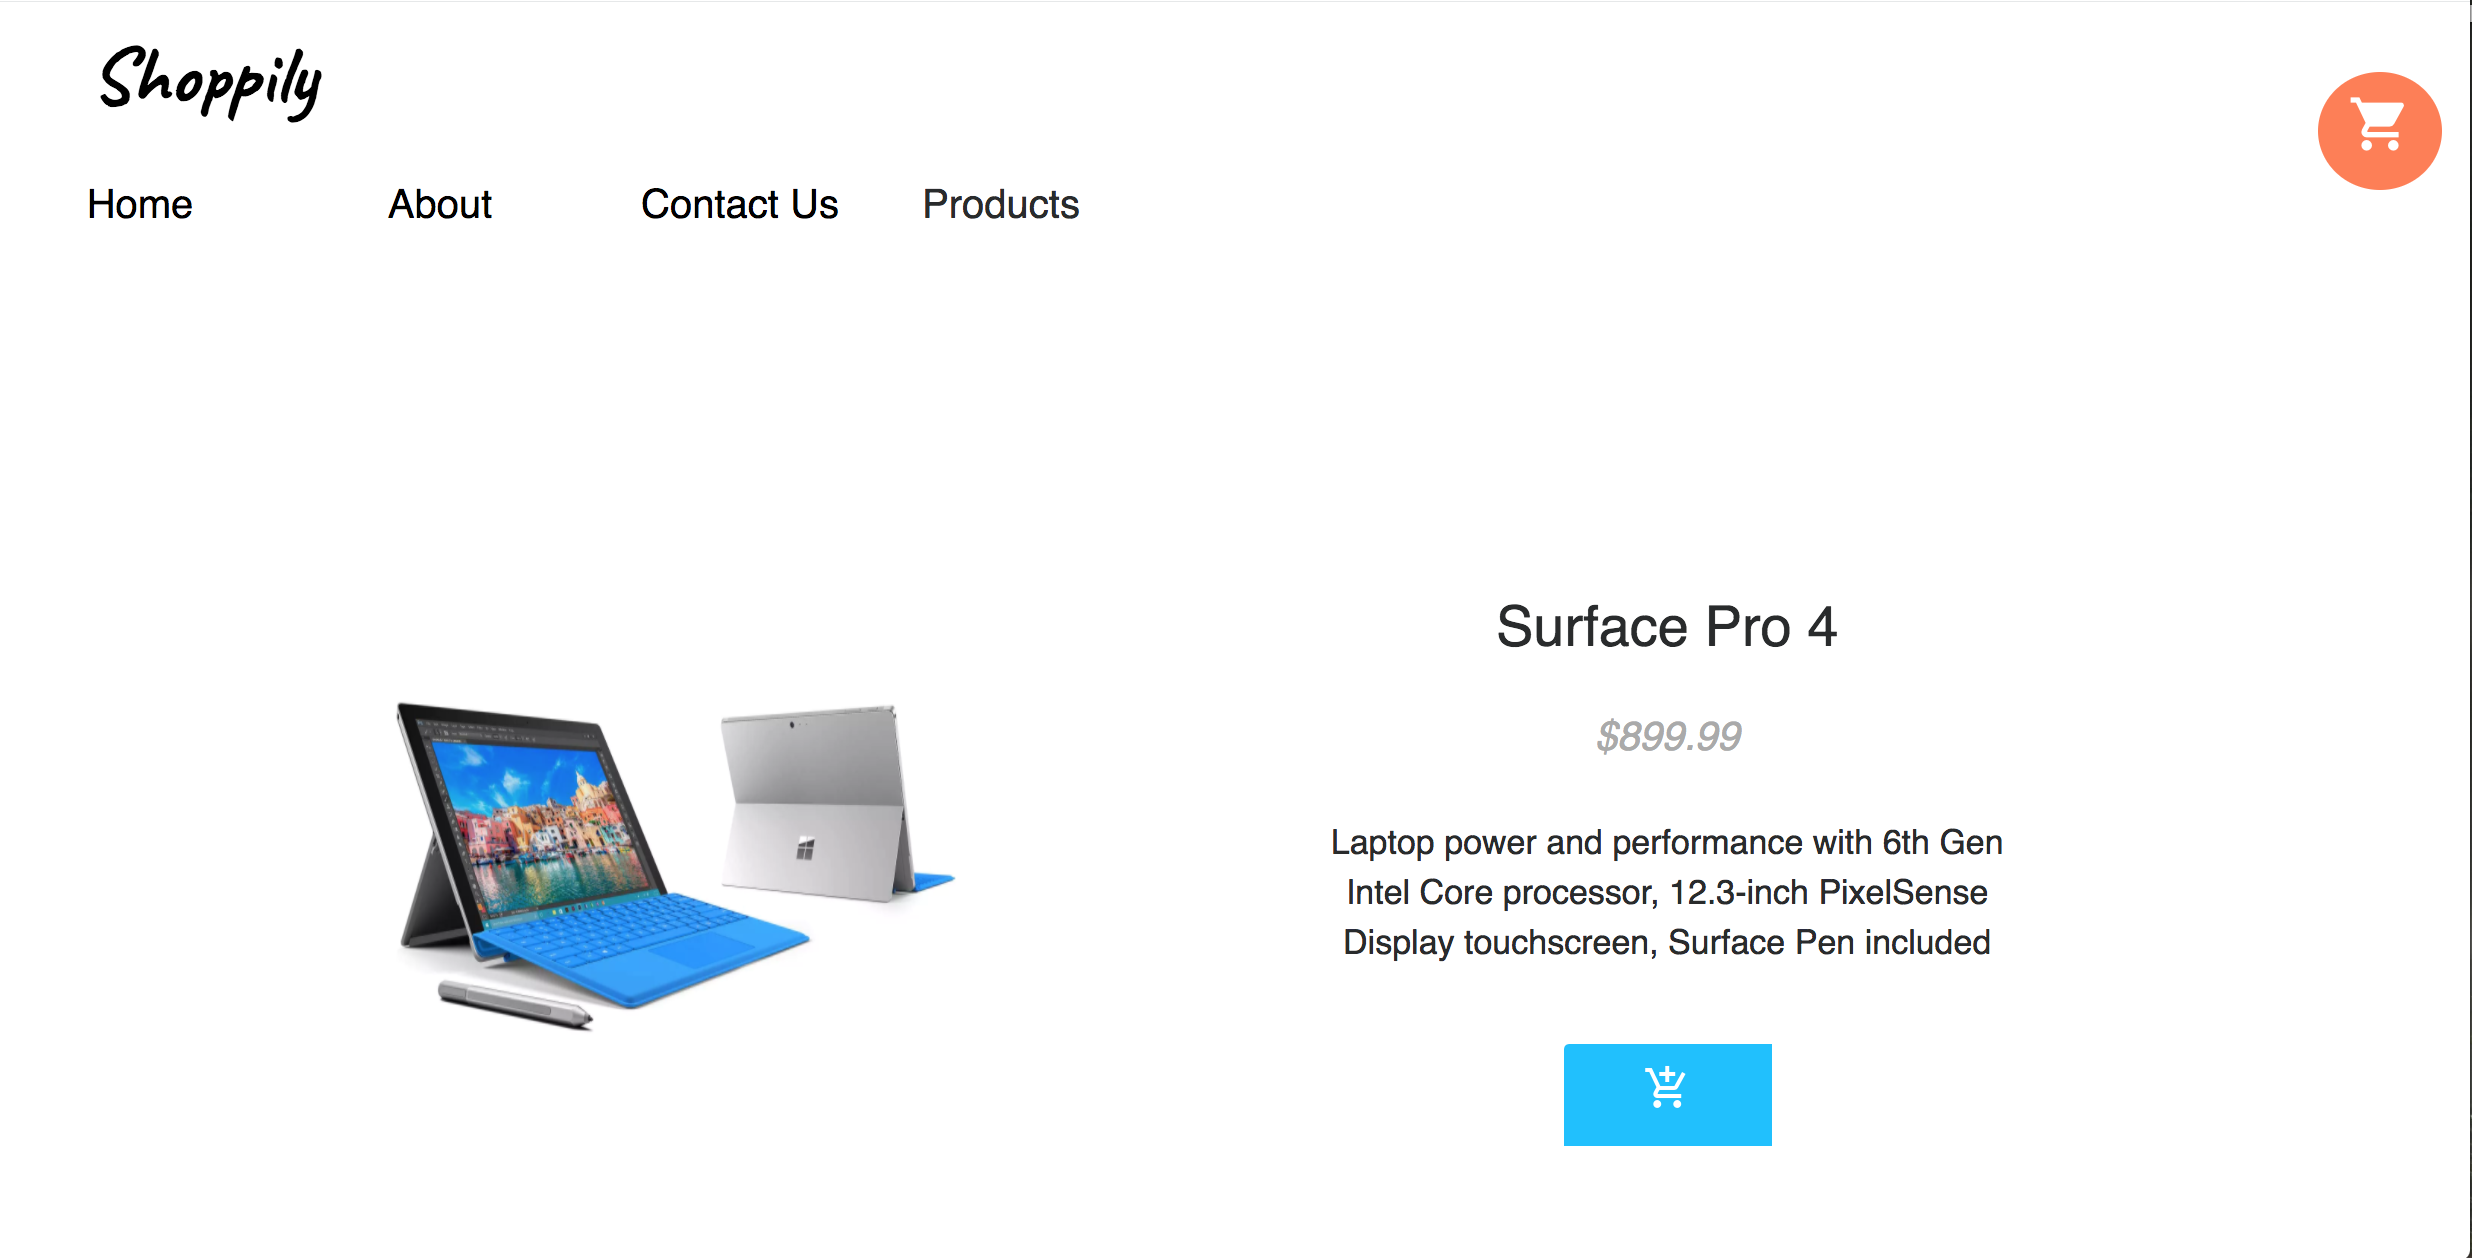 Shoppily
Home About Contact Us Products
Surface Pro 4
$899.99
Laptop power and performance with 6th Gen
Intel Core processor, 12.3-inch PixelSense
Display touchscreen, Surface Pen included